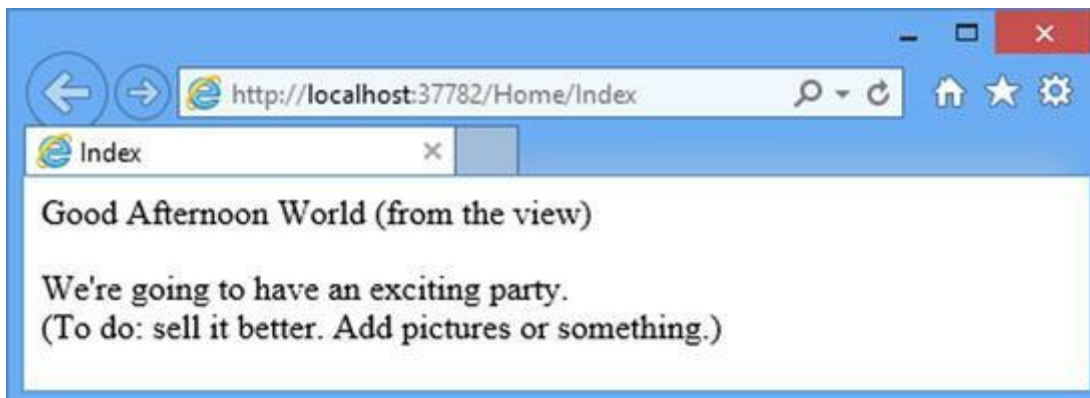 http://localhost:37782/Home/Index
Index
Good Afternoon World (from the view)
We're going to have an exciting party.
(To do: sell it better. Add pictures or something.)